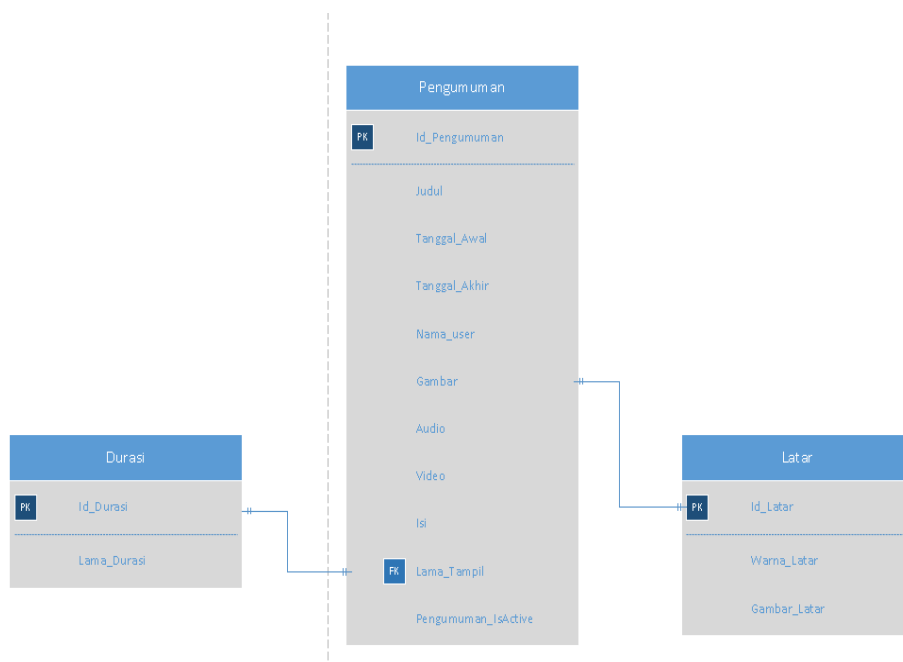 Pengumuman
PK Id_Pengumuman
Judul
Tanggal_Awal
Tanggal_Akhir
Nama_user
Gambar
Audio
Video
Isi
FK Lama_Tampil
Pengumuman_IsActive
Durasi
PK Id_Durasi
Lama_Durasi
Latar
PK Id_Latar
Warna_Latar
Gambar_Latar